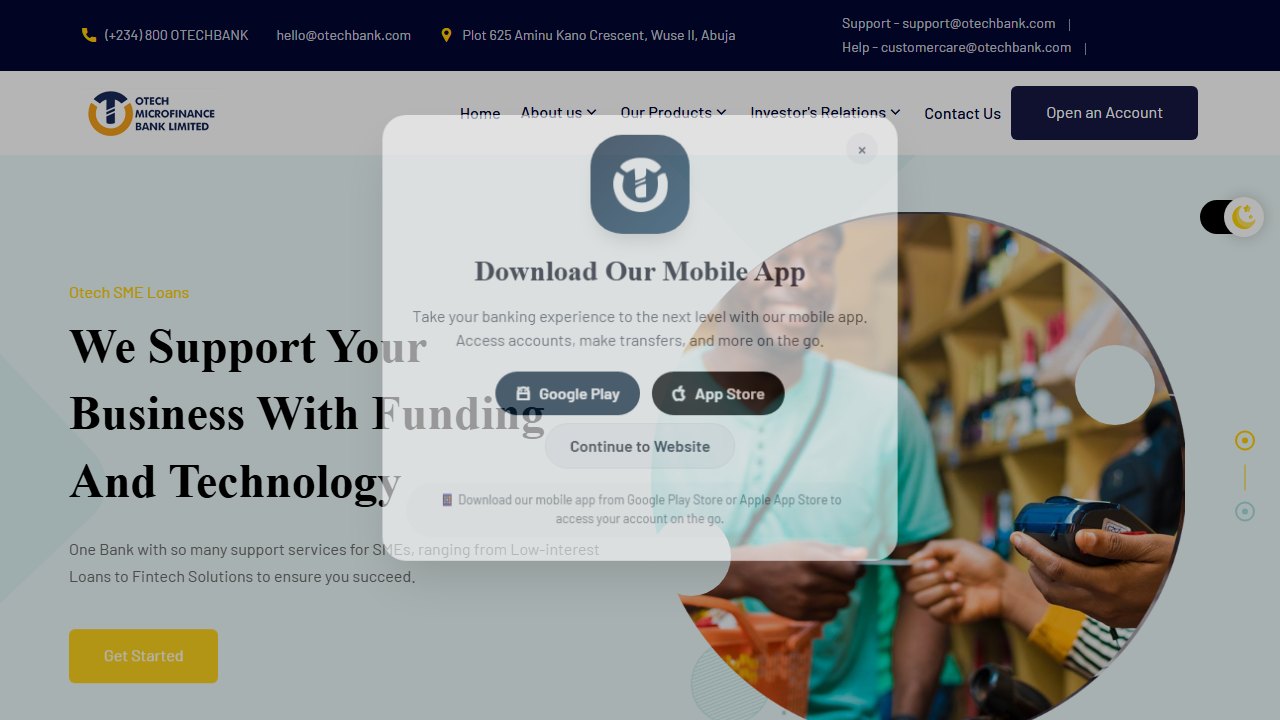 (+234) 800 OTECHBANK
hello@otechbank.com
Plot 625 Aminu Kano Crescent, Wuse II, Abuja
Support - support@otechbank.com |
Help - customercare@otechbank.com |
OTECH
MICROFINANCE
BANK LIMITED
Home
About us
Our Products
Investor's Relations
Contact Us
Open an Account
×
Download Our Mobile App
Take your banking experience to the next level with our mobile app.
Access accounts, make transfers, and more on the go.
Google Play
App Store
Continue to Website
Download our mobile app from Google Play Store or Apple App Store to
access your account on the go.
Otech SME Loans
We Support Your
Business With Funding
And Technology
One Bank with so many support services for SMEs, ranging from Low-interest
Loans to Fintech Solutions to ensure you succeed.
Get Started